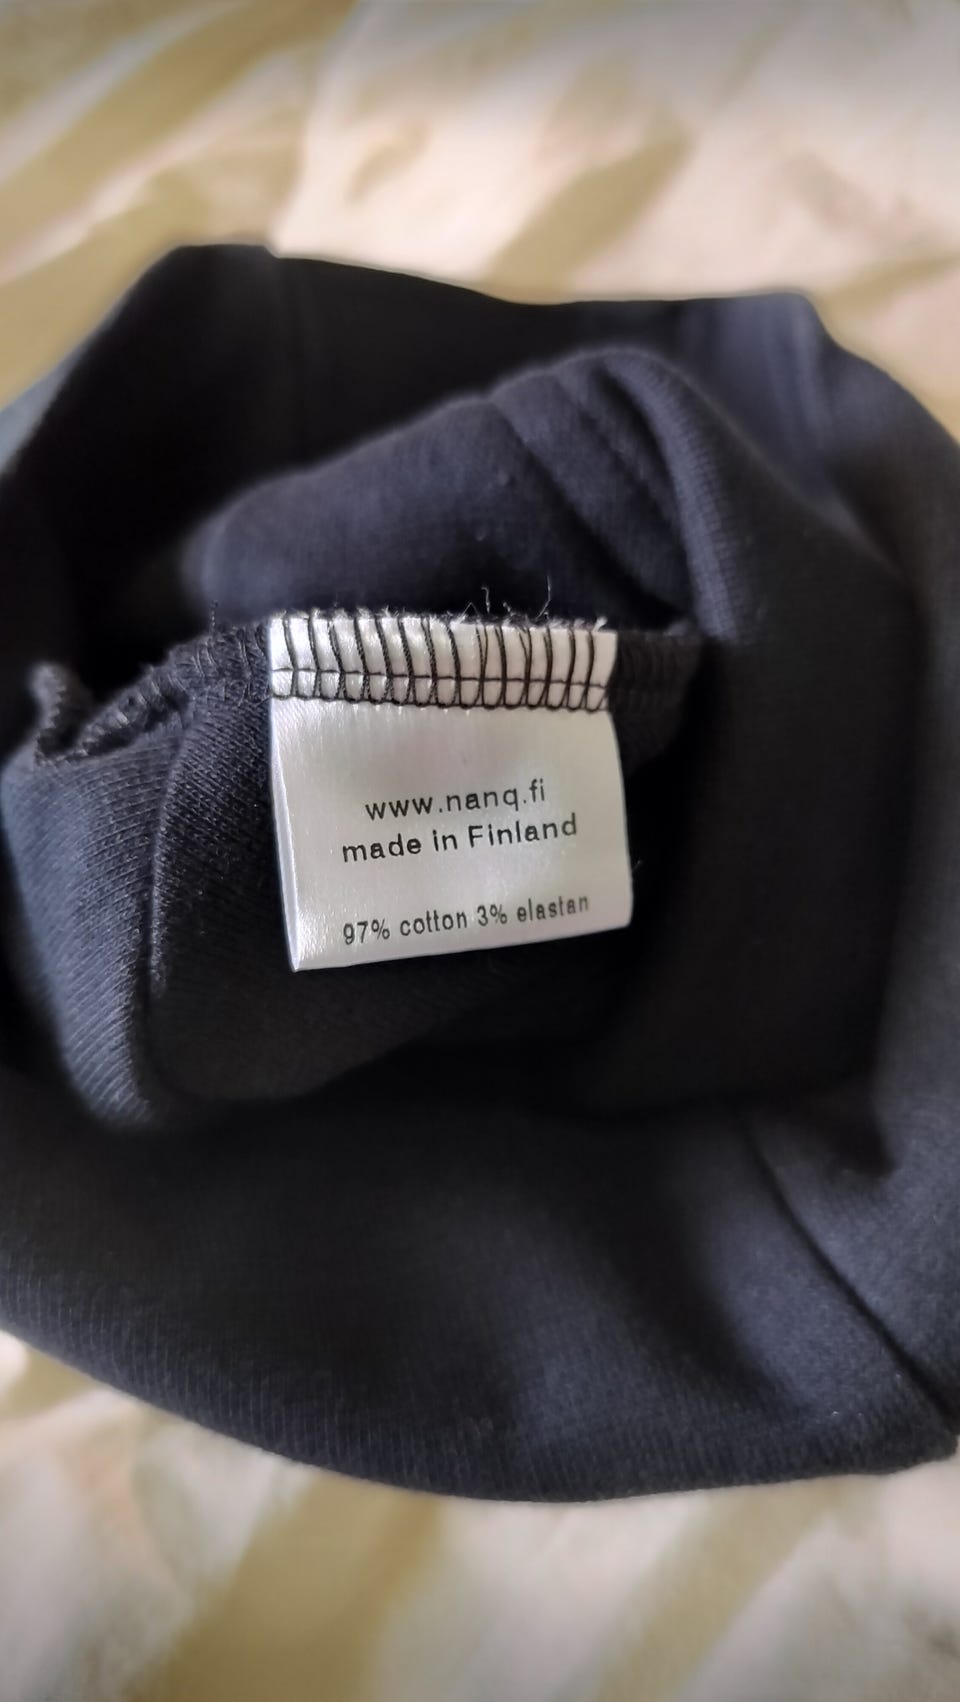 www.nanq.fi
made in Finland
97% cotton 3% elastan